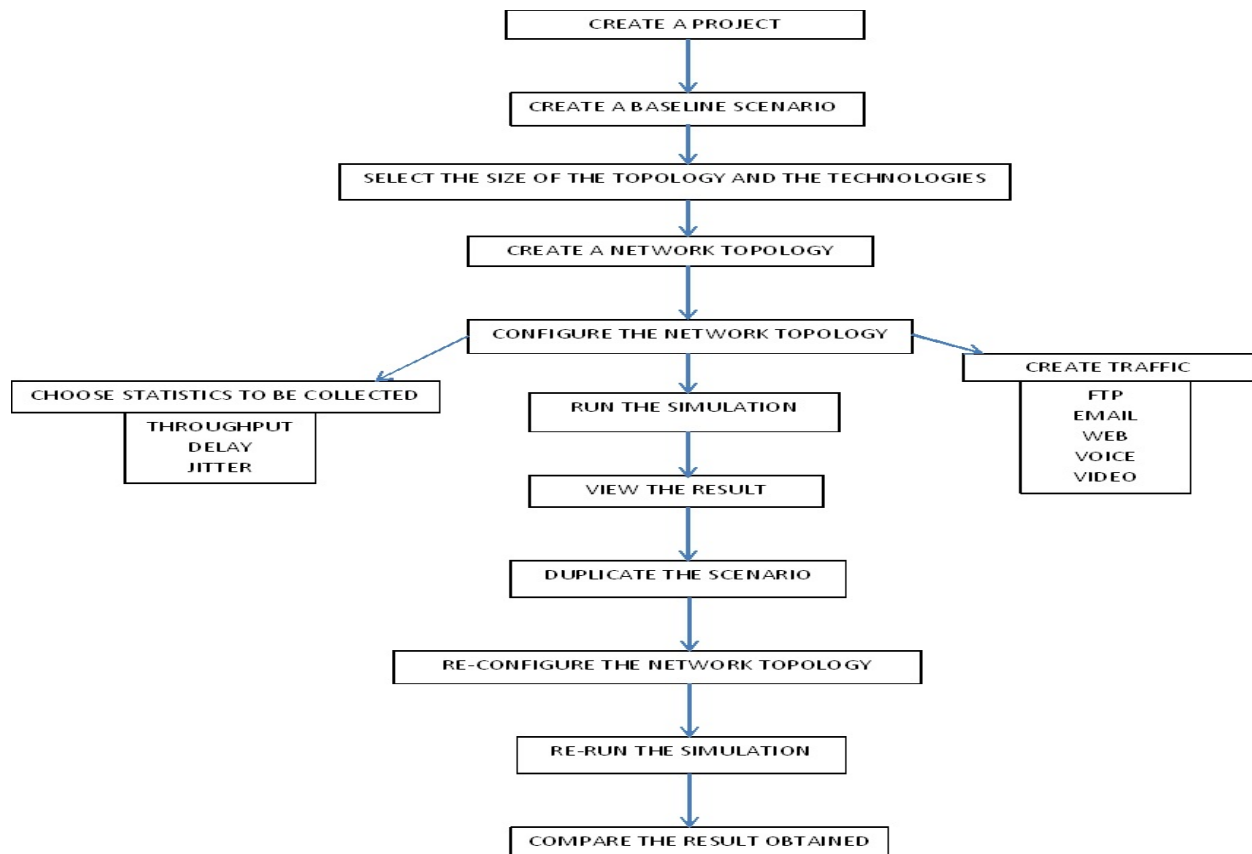 CREATE A PROJECT
CREATE A BASELINE SCENARIO
SELECT THE SIZE OF THE TOPOLOGY AND THE TECHNOLOGIES
CREATE A NETWORK TOPOLOGY
CONFIGURE THE NETWORK TOPOLOGY
CHOOSE STATISTICS TO BE COLLECTED
THROUGHPUT
DELAY
JITTER
CREATE TRAFFIC
FTP
EMAIL
WEB
VOICE
VIDEO
RUN THE SIMULATION
VIEW THE RESULT
DUPLICATE THE SCENARIO
RE-CONFIGURE THE NETWORK TOPOLOGY
RE-RUN THE SIMULATION
COMPARE THE RESULT OBTAINED